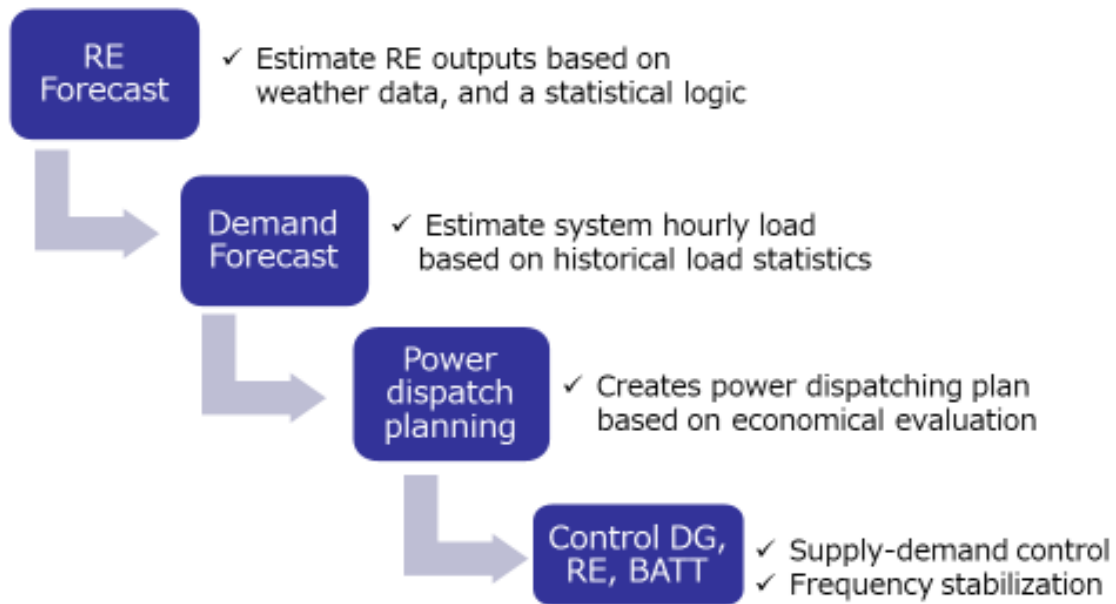 RE
Forecast
✓ Estimate RE outputs based on
weather data, and a statistical logic
Demand
Forecast
✓ Estimate system hourly load
based on historical load statistics
Power
dispatch
planning
✓ Creates power dispatching plan
based on economical evaluation
Control DG,
RE, BATT
✓ Supply-demand control
✓ Frequency stabilization